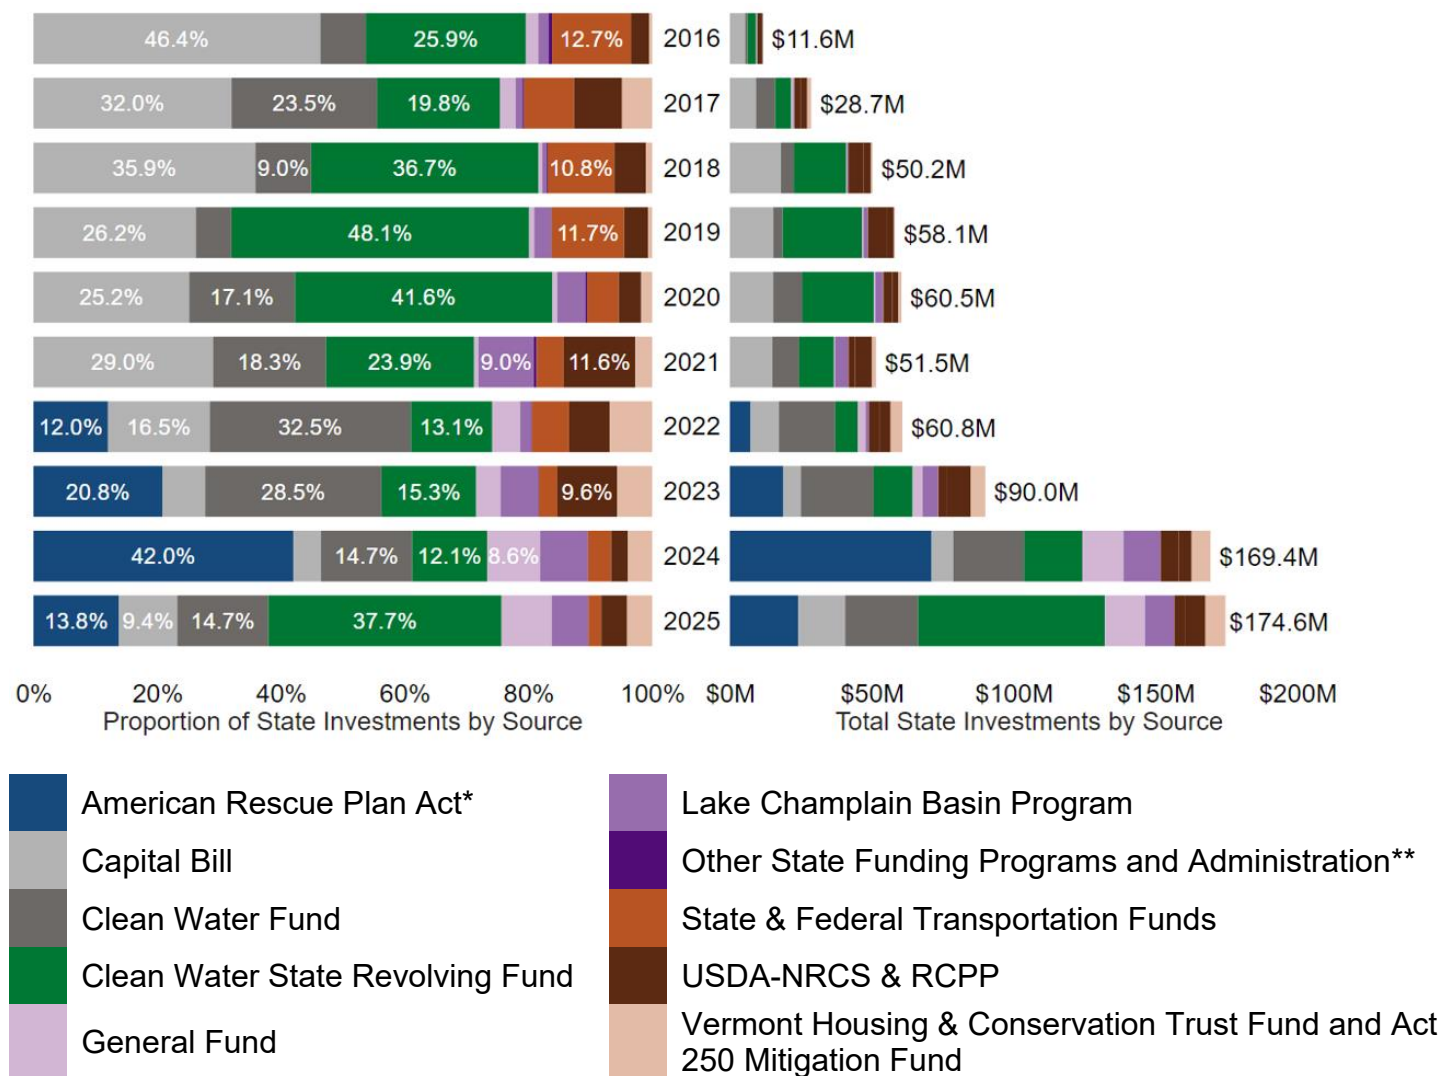 46.4% 25.9% 12.7% 2016 $11.6M
32.0% 23.5% 19.8% 2017 $28.7M
35.9% 9.0% 36.7% 10.8% 2018 $50.2M
26.2% 48.1% 11.7% 2019 $58.1M
25.2% 17.1% 41.6% 2020 $60.5M
29.0% 18.3% 23.9% 9.0% 11.6% 2021 $51.5M
12.0% 16.5% 32.5% 13.1% 2022 $60.8M
20.8% 28.5% 15.3% 9.6% 2023 $90.0M
42.0% 14.7% 12.1% 8.6% 2024 $169.4M
13.8% 9.4% 14.7% 37.7% 2025 $174.6M
0% 20% 40% 60% 80% 100% $0M $50M $100M $150M $200M
Proportion of State Investments by Source Total State Investments by Source
American Rescue Plan Act*
Capital Bill
Clean Water Fund
Clean Water State Revolving Fund
General Fund
Lake Champlain Basin Program
Other State Funding Programs and Administration**
State & Federal Transportation Funds
USDA-NRCS & RCPP
Vermont Housing & Conservation Trust Fund and Act
250 Mitigation Fund